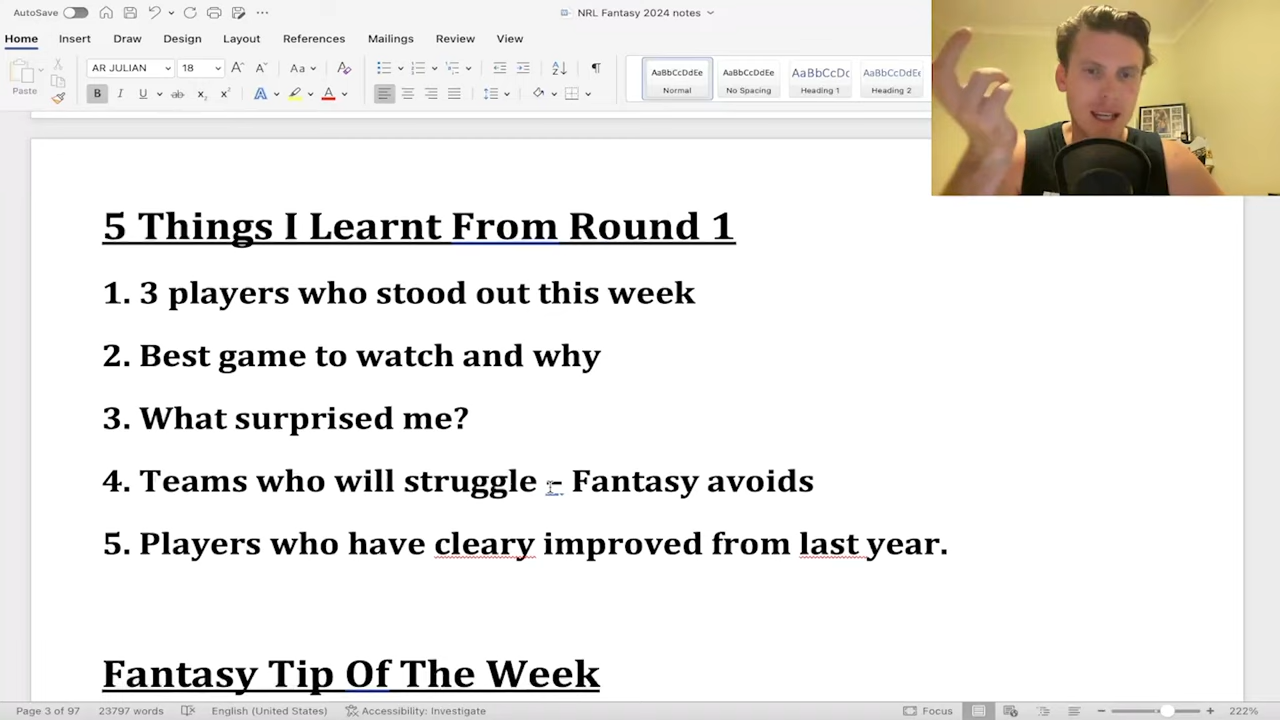 AutoSave
NRL Fantasy 2024 notes
Home Insert Draw Design Layout References Mailings Review View
Paste
AR JULIAN 18
AaBbCcDdEe AaBbCcDdEe AaBbCcDc AaBbCcDdEe
Normal No Spacing Heading 1 Heading 2
5 Things I Learnt From Round 1
1. 3 players who stood out this week
2. Best game to watch and why
3. What surprised me?
4. Teams who will struggle - Fantasy avoids
5. Players who have cleary improved from last year.
Fantasy Tip Of The Week
Page 3 of 97 23797 words English (United States) Accessibility: Investigate Focus 222%